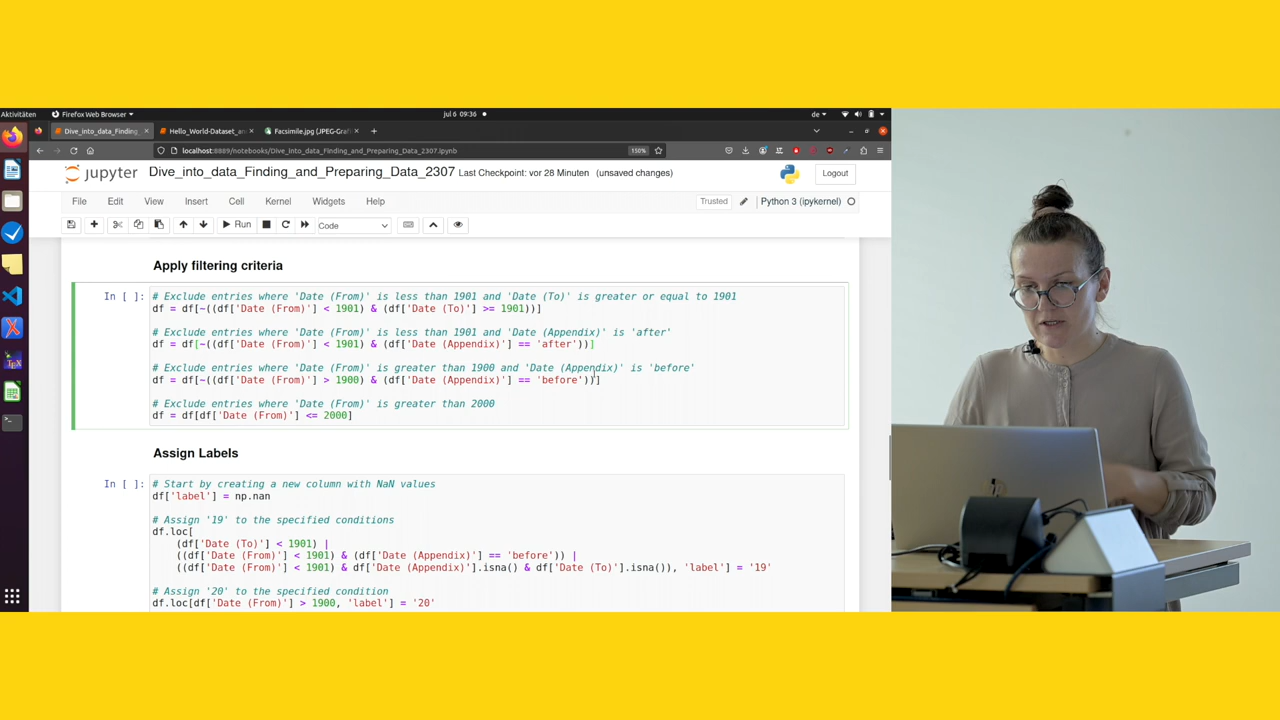 Aktivitäten
Firefox Web Browser
jul 6 09:36
de
Dive_into_data_Finding
Hello_World-Dataset_an
Facsimile.jpg (JPEG-Graf
localhost:8889/notebooks/Dive_into_data_Finding_and_Preparing_Data_2307.ipynb
150%
jupyter
Dive_into_data_Finding_and_Preparing_Data_2307 Last Checkpoint: vor 28 Minuten (unsaved changes)
Logout
File Edit View Insert Cell Kernel Widgets Help
Trusted
Python 3 (ipykernel)
Run
Code
Apply filtering criteria
In [ ]:
# Exclude entries where 'Date (From)' is less than 1901 and 'Date (To)' is greater or equal to 1901
df = df[~((df['Date (From)'] < 1901) & (df['Date (To)'] >= 1901))]
# Exclude entries where 'Date (From)' is less than 1901 and 'Date (Appendix)' is 'after'
df = df[~((df['Date (From)'] < 1901) & (df['Date (Appendix)'] == 'after'))]
# Exclude entries where 'Date (From)' is greater than 1900 and 'Date (Appendix)' is 'before'
df = df[~((df['Date (From)'] > 1900) & (df['Date (Appendix)'] == 'before'))]
# Exclude entries where 'Date (From)' is greater than 2000
df = df[df['Date (From)'] <= 2000]
Assign Labels
In [ ]:
# Start by creating a new column with NaN values
df['label'] = np.nan
# Assign '19' to the specified conditions
df.loc[
(df['Date (To)'] < 1901) |
((df['Date (From)'] < 1901) & (df['Date (Appendix)'] == 'before')) |
((df['Date (From)'] < 1901) & df['Date (Appendix)'].isna() & df['Date (To)'].isna()), 'label'] = '19'
# Assign '20' to the specified condition
df.loc[df['Date (From)'] > 1900, 'label'] = '20'